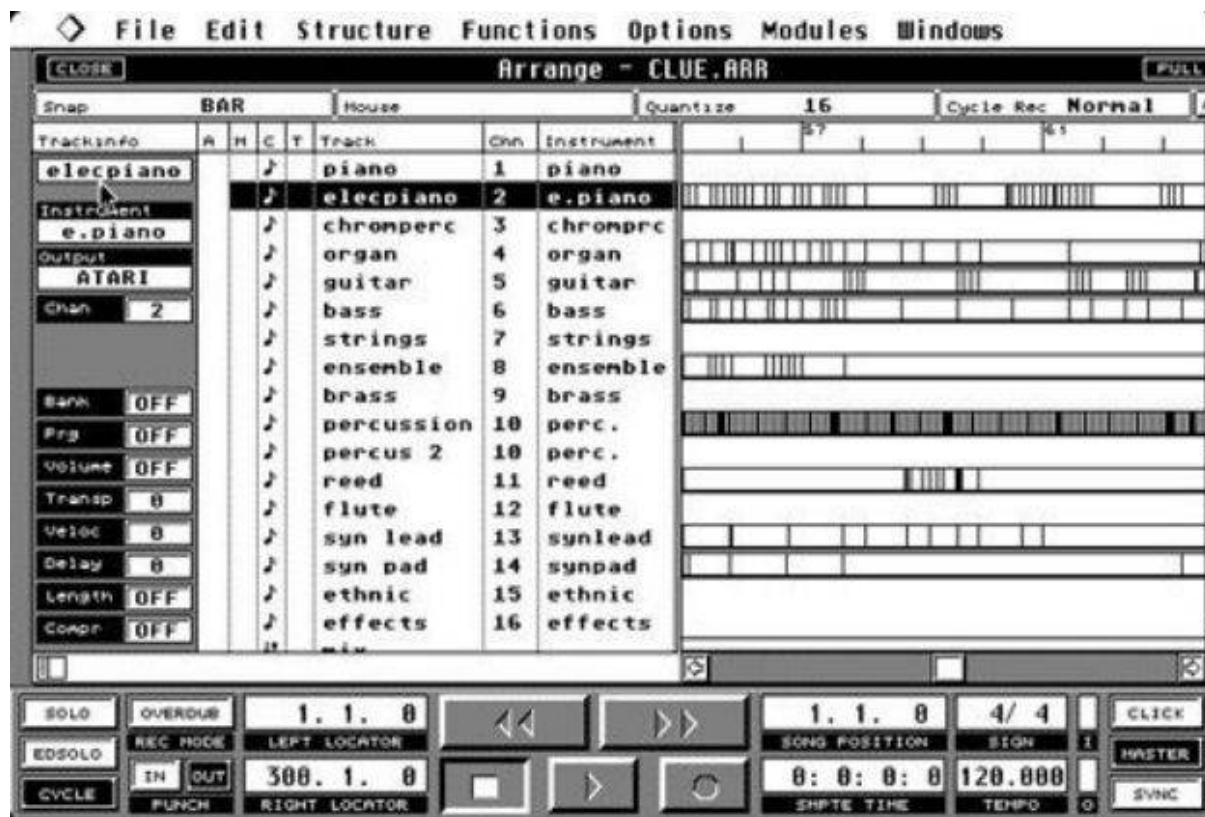 File Edit Structure Functions Options Modules Windows
CLOSE Arrange - CLUE.ARR FULL
Snap BAR Mouse Quantize 16 Cycle Rec Normal
Trackinfo A M C T Track Chn Instrument 57 61
elecpiano piano 1 piano
elecpiano 2 e.piano
Instrument
e.piano chromperc 3 chromprc
Output organ 4 organ
ATARI guitar 5 guitar
Chan 2 bass 6 bass
strings 7 strings
ensemble 8 ensemble
Bank OFF brass 9 brass
Prg OFF percussion 10 perc.
Volume OFF percus 2 10 perc.
Transp 0 reed 11 reed
flute 12 flute
Veloc 0 syn lead 13 synlead
Delay 0 syn pad 14 synpad
Length OFF ethnic 15 ethnic
Compr OFF effects 16 effects
mix
SOLO OVERDUB 1. 1. 0 1. 1. 0 4/ 4 CLICK
EDSOLO REC MODE LEFT LOCATOR SONG POSITION SIGN I MASTER
CYCLE IN OUT 300. 1. 0 0: 0: 0: 0 120.000 SYNC
PUNCH RIGHT LOCATOR SMPTE TIME TEMPO O